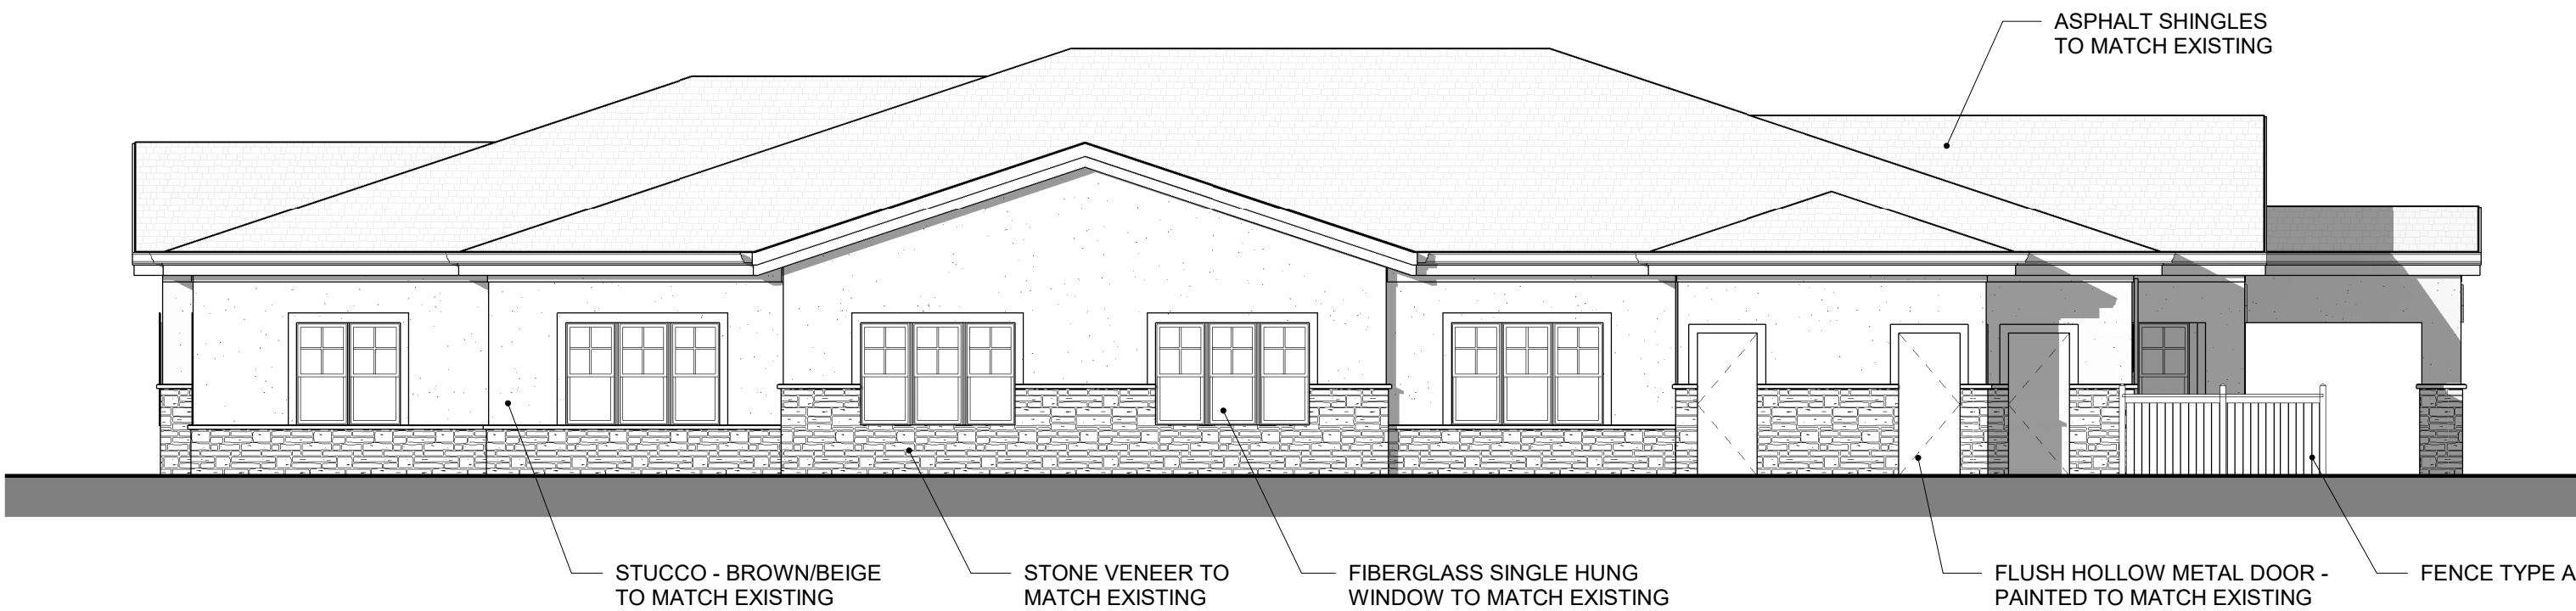 ASPHALT SHINGLES
TO MATCH EXISTING
STUCCO - BROWN/BEIGE
TO MATCH EXISTING
STONE VENEER TO
MATCH EXISTING
FIBERGLASS SINGLE HUNG
WINDOW TO MATCH EXISTING
FLUSH HOLLOW METAL DOOR -
PAINTED TO MATCH EXISTING
FENCE TYPE A